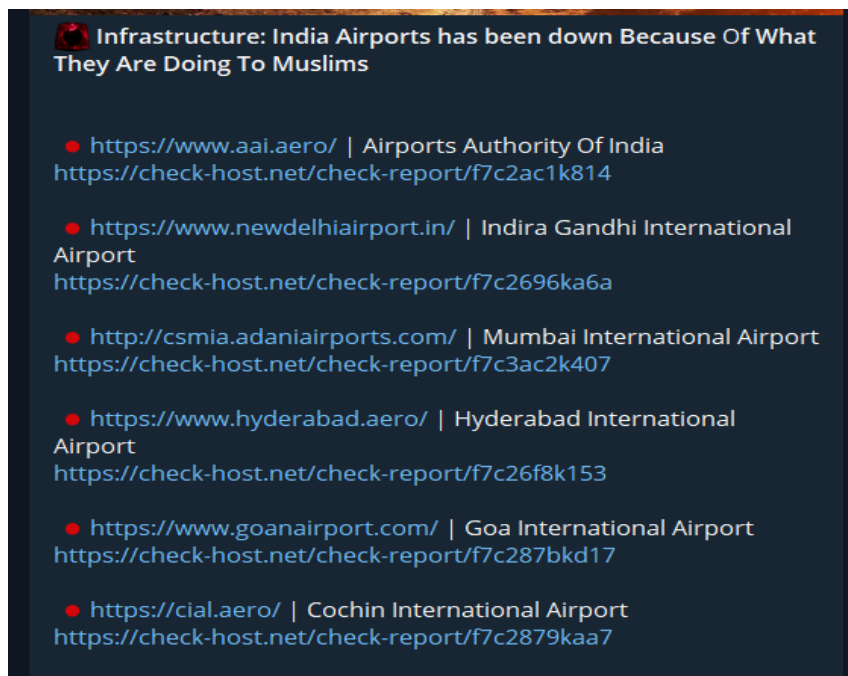 Infrastructure: India Airports has been down Because Of What
They Are Doing To Muslims
https://www.aai.aero/ | Airports Authority Of India
https://check-host.net/check-report/f7c2ac1k814
https://www.newdelhiairport.in/ | Indira Gandhi International
Airport
https://check-host.net/check-report/f7c2696ka6a
http://csmia.adaniairports.com/ | Mumbai International Airport
https://check-host.net/check-report/f7c3ac2k407
https://www.hyderabad.aero/ | Hyderabad International
Airport
https://check-host.net/check-report/f7c26f8k153
https://www.goanairport.com/ | Goa International Airport
https://check-host.net/check-report/f7c287bkd17
https://cial.aero/ | Cochin International Airport
https://check-host.net/check-report/f7c2879kaa7